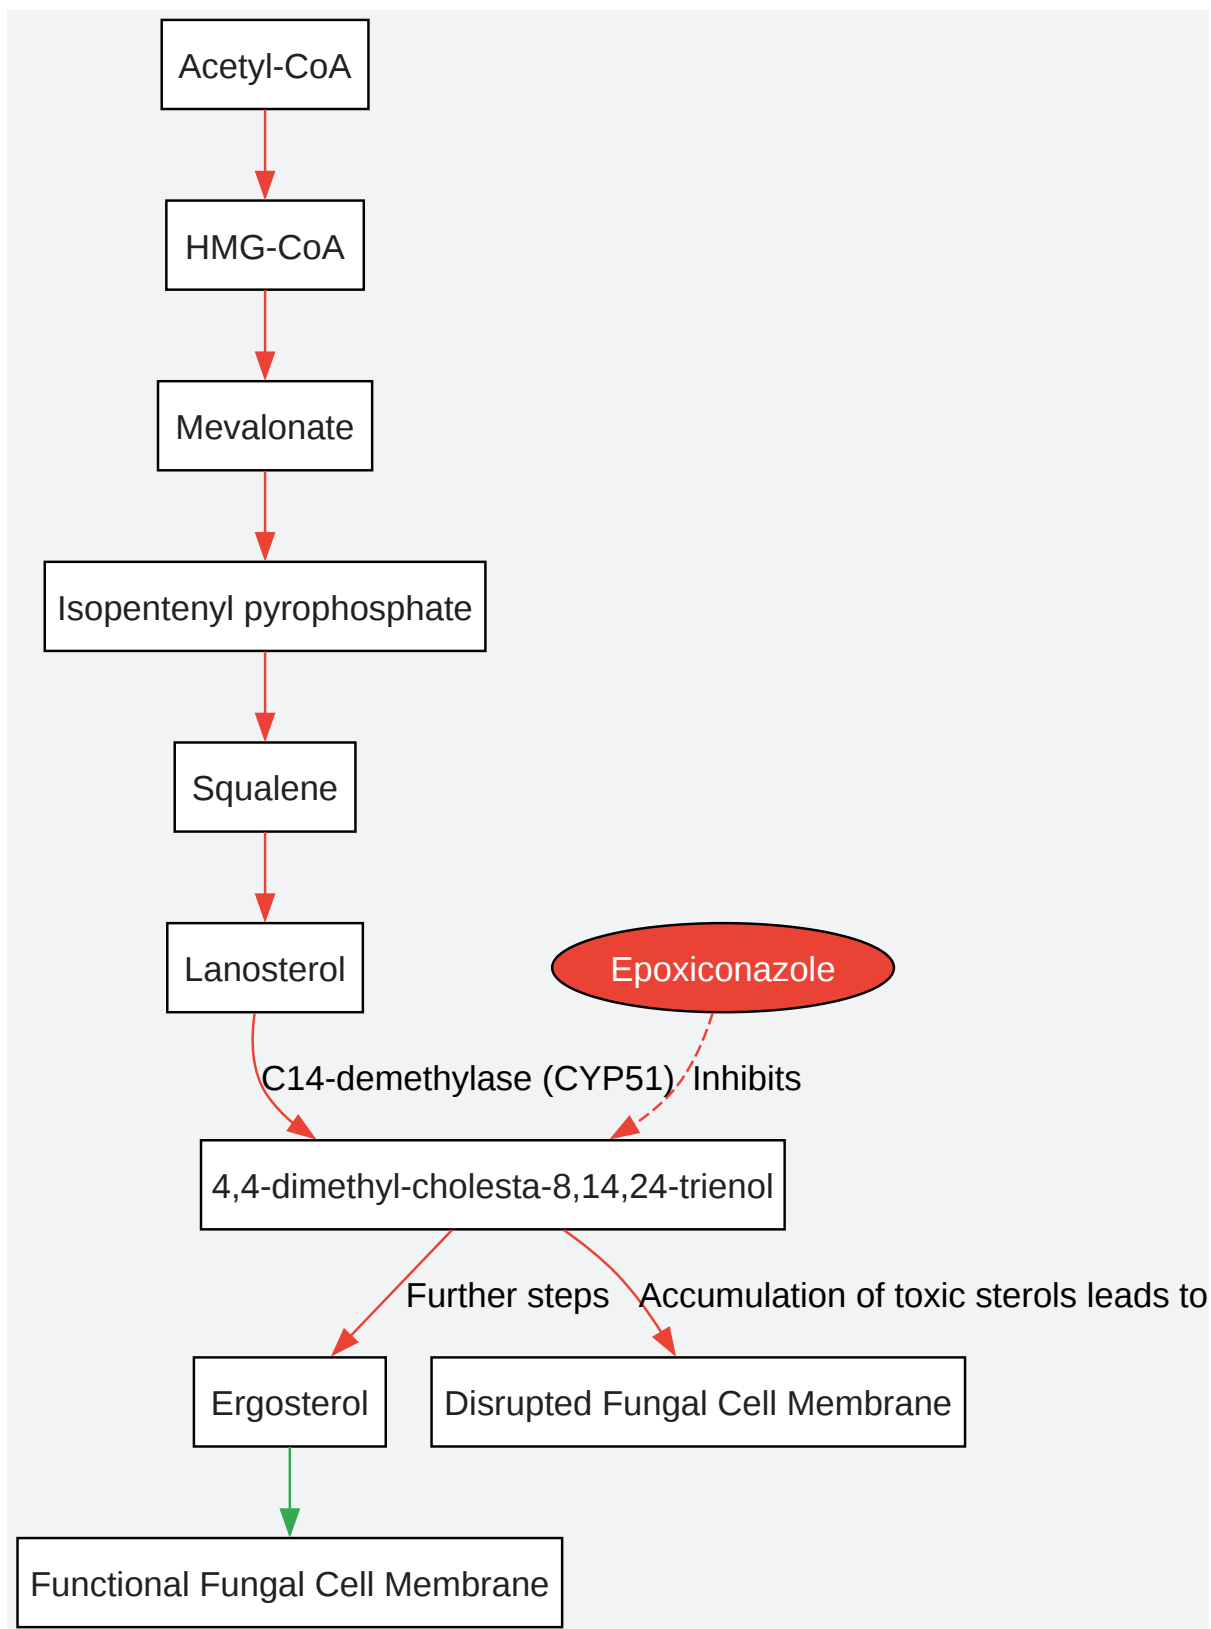 Acetyl-CoA
HMG-CoA
Mevalonate
Isopentenyl pyrophosphate
Squalene
Lanosterol
Epoxiconazole
C14-demethylase (CYP51)
Inhibits
4,4-dimethyl-cholesta-8,14,24-trienol
Further steps
Accumulation of toxic sterols leads to
Ergosterol
Disrupted Fungal Cell Membrane
Functional Fungal Cell Membrane